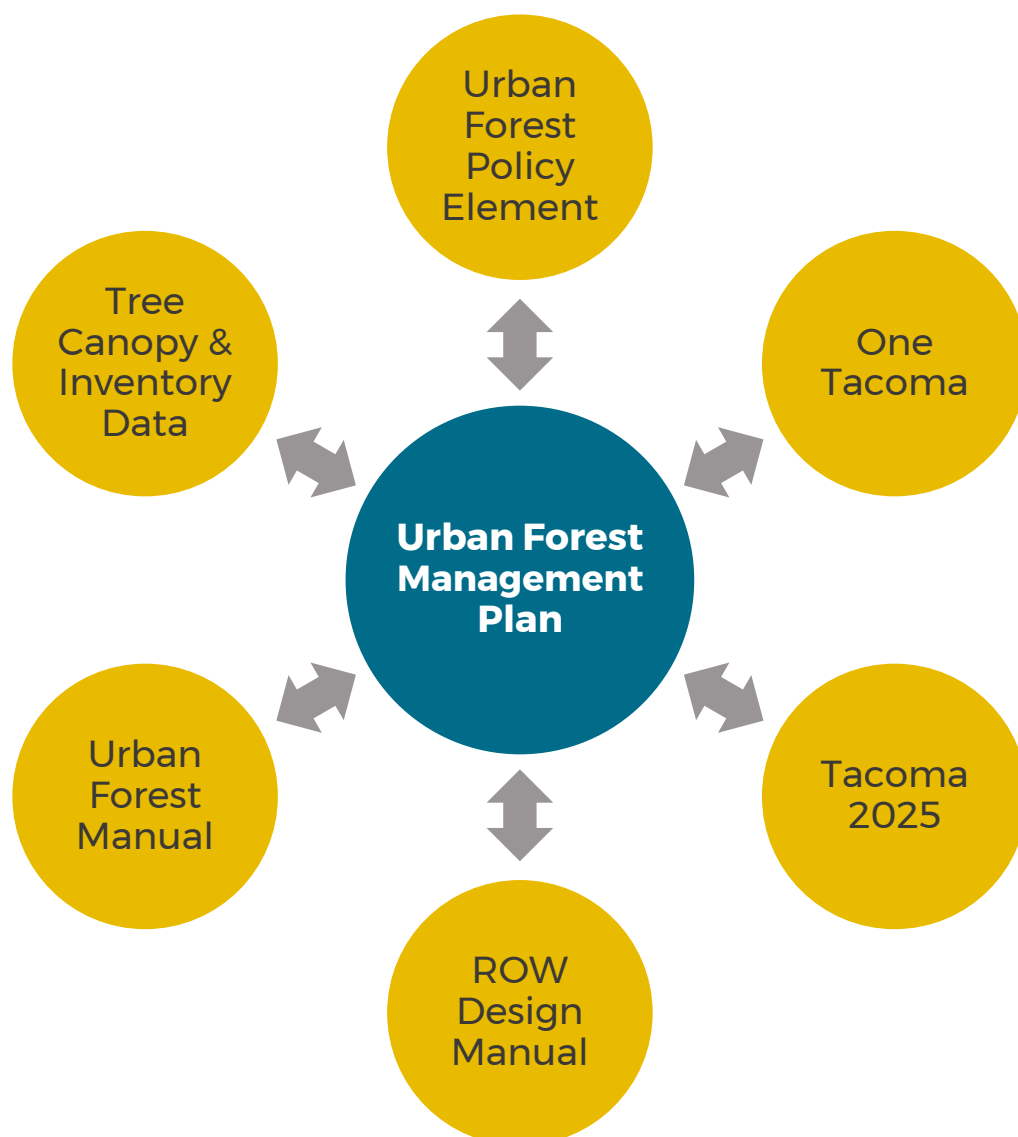 Urban
Forest
Policy
Element
Tree
Canopy &
Inventory
Data
One
Tacoma
Urban Forest
Management
Plan
Urban
Forest
Manual
Tacoma
2025
ROW
Design
Manual